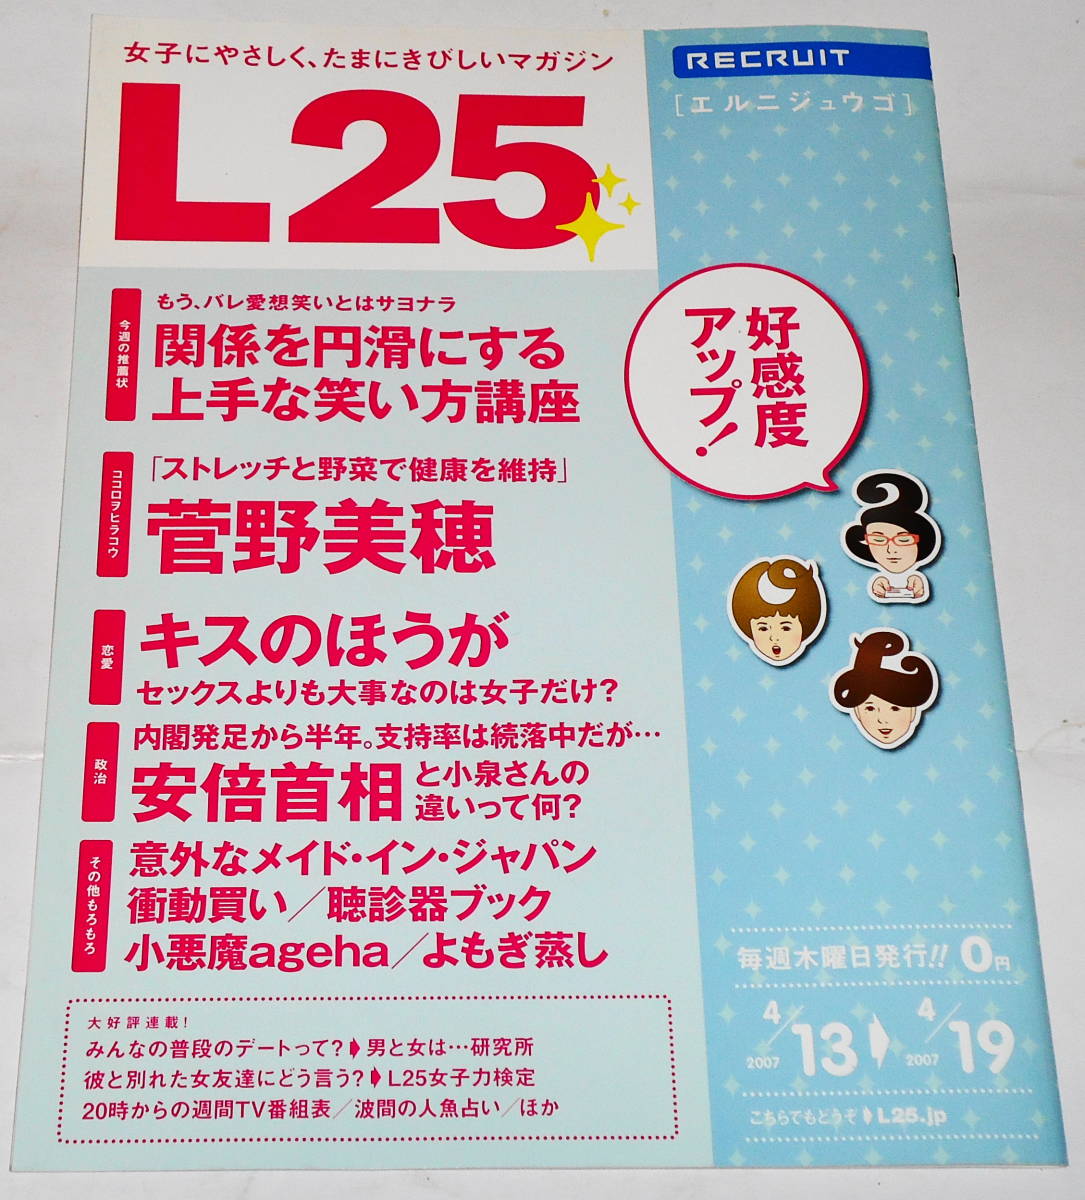 女子にやさしく、たまにきびしいマガジン
L25
RECRUIT
[エルニジュウゴ]
好感度
アップ!
今週の推薦状
もう、バレ愛想笑いとはサヨナラ
関係を円滑にする
上手な笑い方講座
ココロヲヒラコウ
「ストレッチと野菜で健康を維持」
菅野美穂
恋愛
キスのほうが
セックスよりも大事なのは女子だけ?
政治
内閣発足から半年。支持率は続落中だが…
安倍首相と小泉さんの
違いって何?
その他もろもろ
意外なメイド・イン・ジャパン
衝動買い/聴診器ブック
小悪魔ageha/よもぎ蒸し
大好評連載!
みんなの普段のデートって?➧男と女は…研究所
彼と別れた女友達にどう言う?➧L25女子力検定
20時からの週間TV番組表/波間の人魚占い/ほか
毎週木曜日発行!! 0円
2007 4/13➧2007 4/19
こちらでもどうぞ➧L25.jp